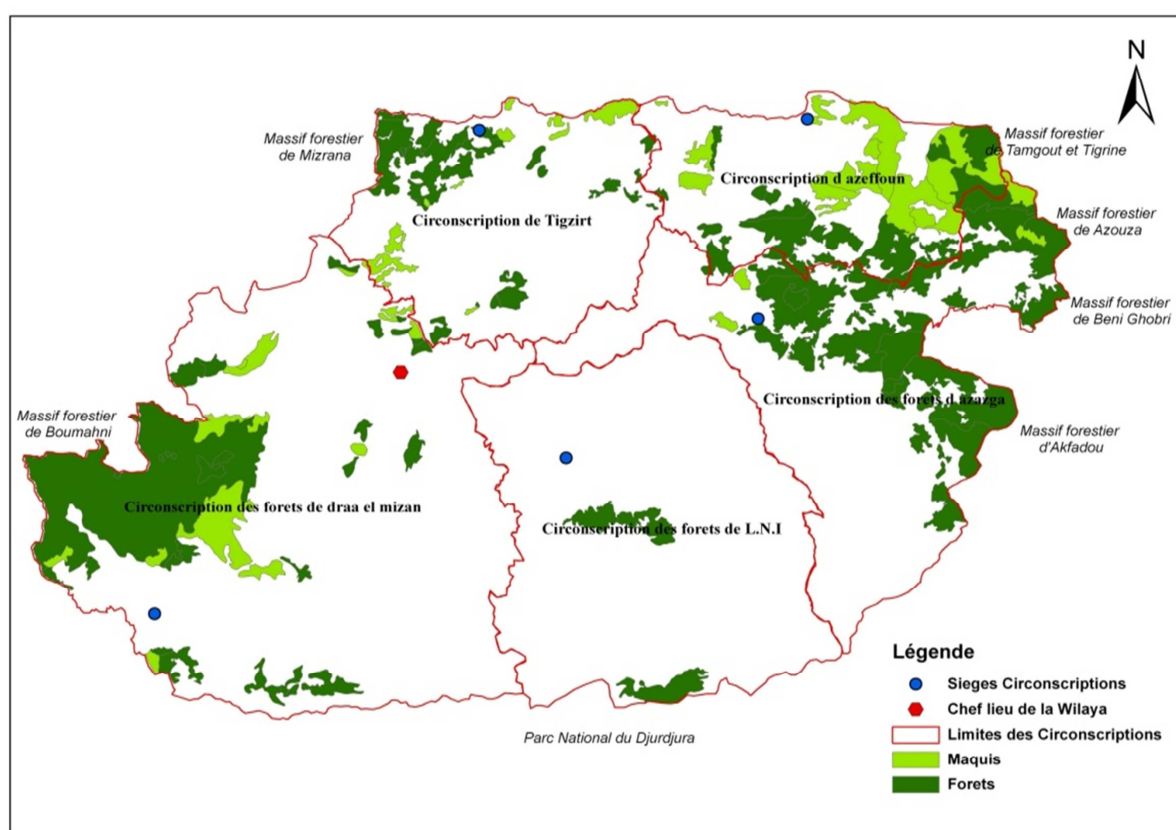 N
Massif forestier
de Mizrana
Massif forestier
de Tamgout et Tigrine
Circonscription d azeffoun
Circonscription de Tigzirt
Massif forestier
de Azouza
Massif forestier
de Beni Ghobri
Circonscription des forets d azazga
Massif forestier
de Boumahni
Massif forestier
d'Akfadou
Circonscription des forets de draa el mizan
Circonscription des forets de L.N.I
Parc National du Djurdjura
Légende
Sieges Circonscriptions
Chef lieu de la Wilaya
Limites des Circonscriptions
Maquis
Forets